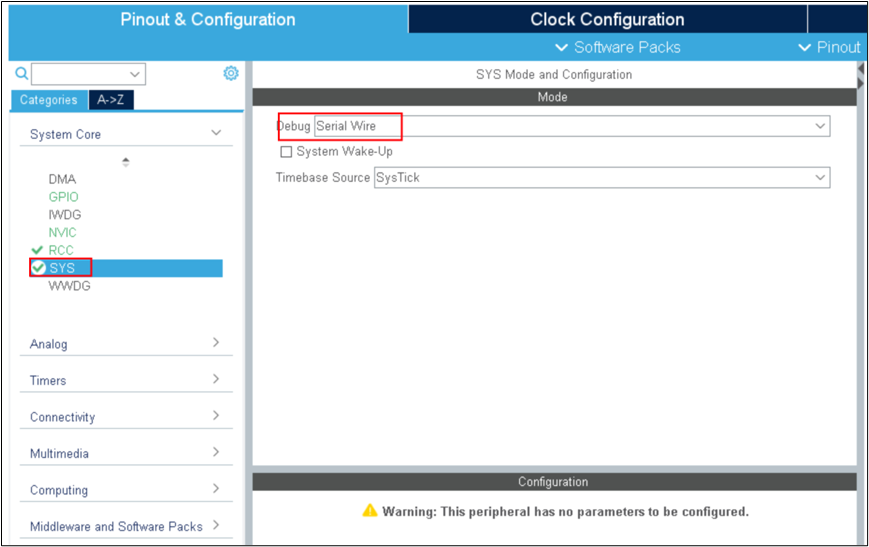 Pinout & Configuration
Clock Configuration
Software Packs
Pinout
Categories
A->Z
System Core
DMA
GPIO
IWDG
NVIC
RCC
SYS
WWDG
Analog
Timers
Connectivity
Multimedia
Computing
Middleware and Software Packs
SYS Mode and Configuration
Mode
Debug Serial Wire
System Wake-Up
Timebase Source SysTick
Configuration
Warning: This peripheral has no parameters to be configured.